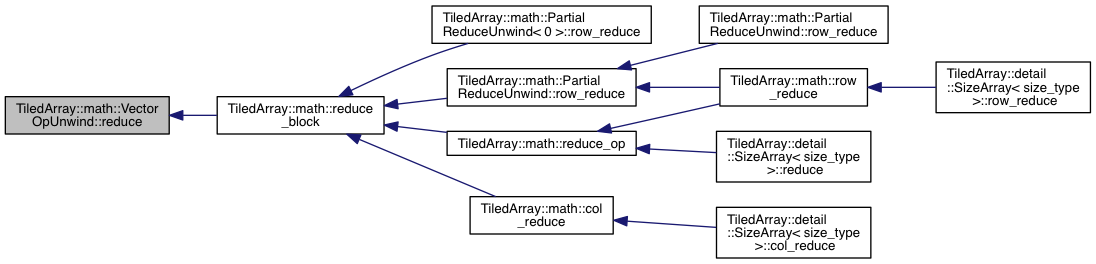 TiledArray::math::Vector
OpUnwind::reduce
TiledArray::math::reduce
_block
TiledArray::math::Partial
ReduceUnwind< 0 >::row_reduce
TiledArray::math::Partial
ReduceUnwind::row_reduce
TiledArray::math::reduce_op
TiledArray::math::col
_reduce
TiledArray::math::Partial
ReduceUnwind::row_reduce
TiledArray::math::row
_reduce
TiledArray::detail
::SizeArray< size_type
>::reduce
TiledArray::detail
::SizeArray< size_type
>::col_reduce
TiledArray::detail
::SizeArray< size_type
>::row_reduce